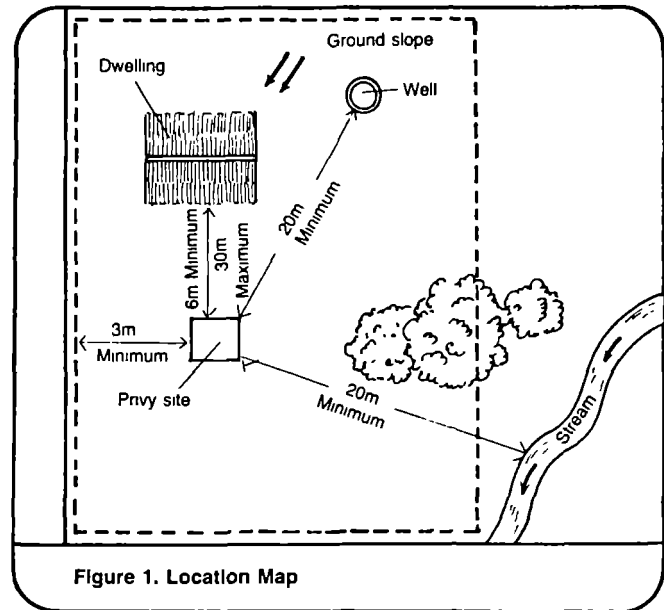 Ground slope
Dwelling
Well
20m
Minimum
6m Minimum
30m
Maximum
3m
Minimum
Privy site
20m
Minimum
Stream
Figure 1. Location Map